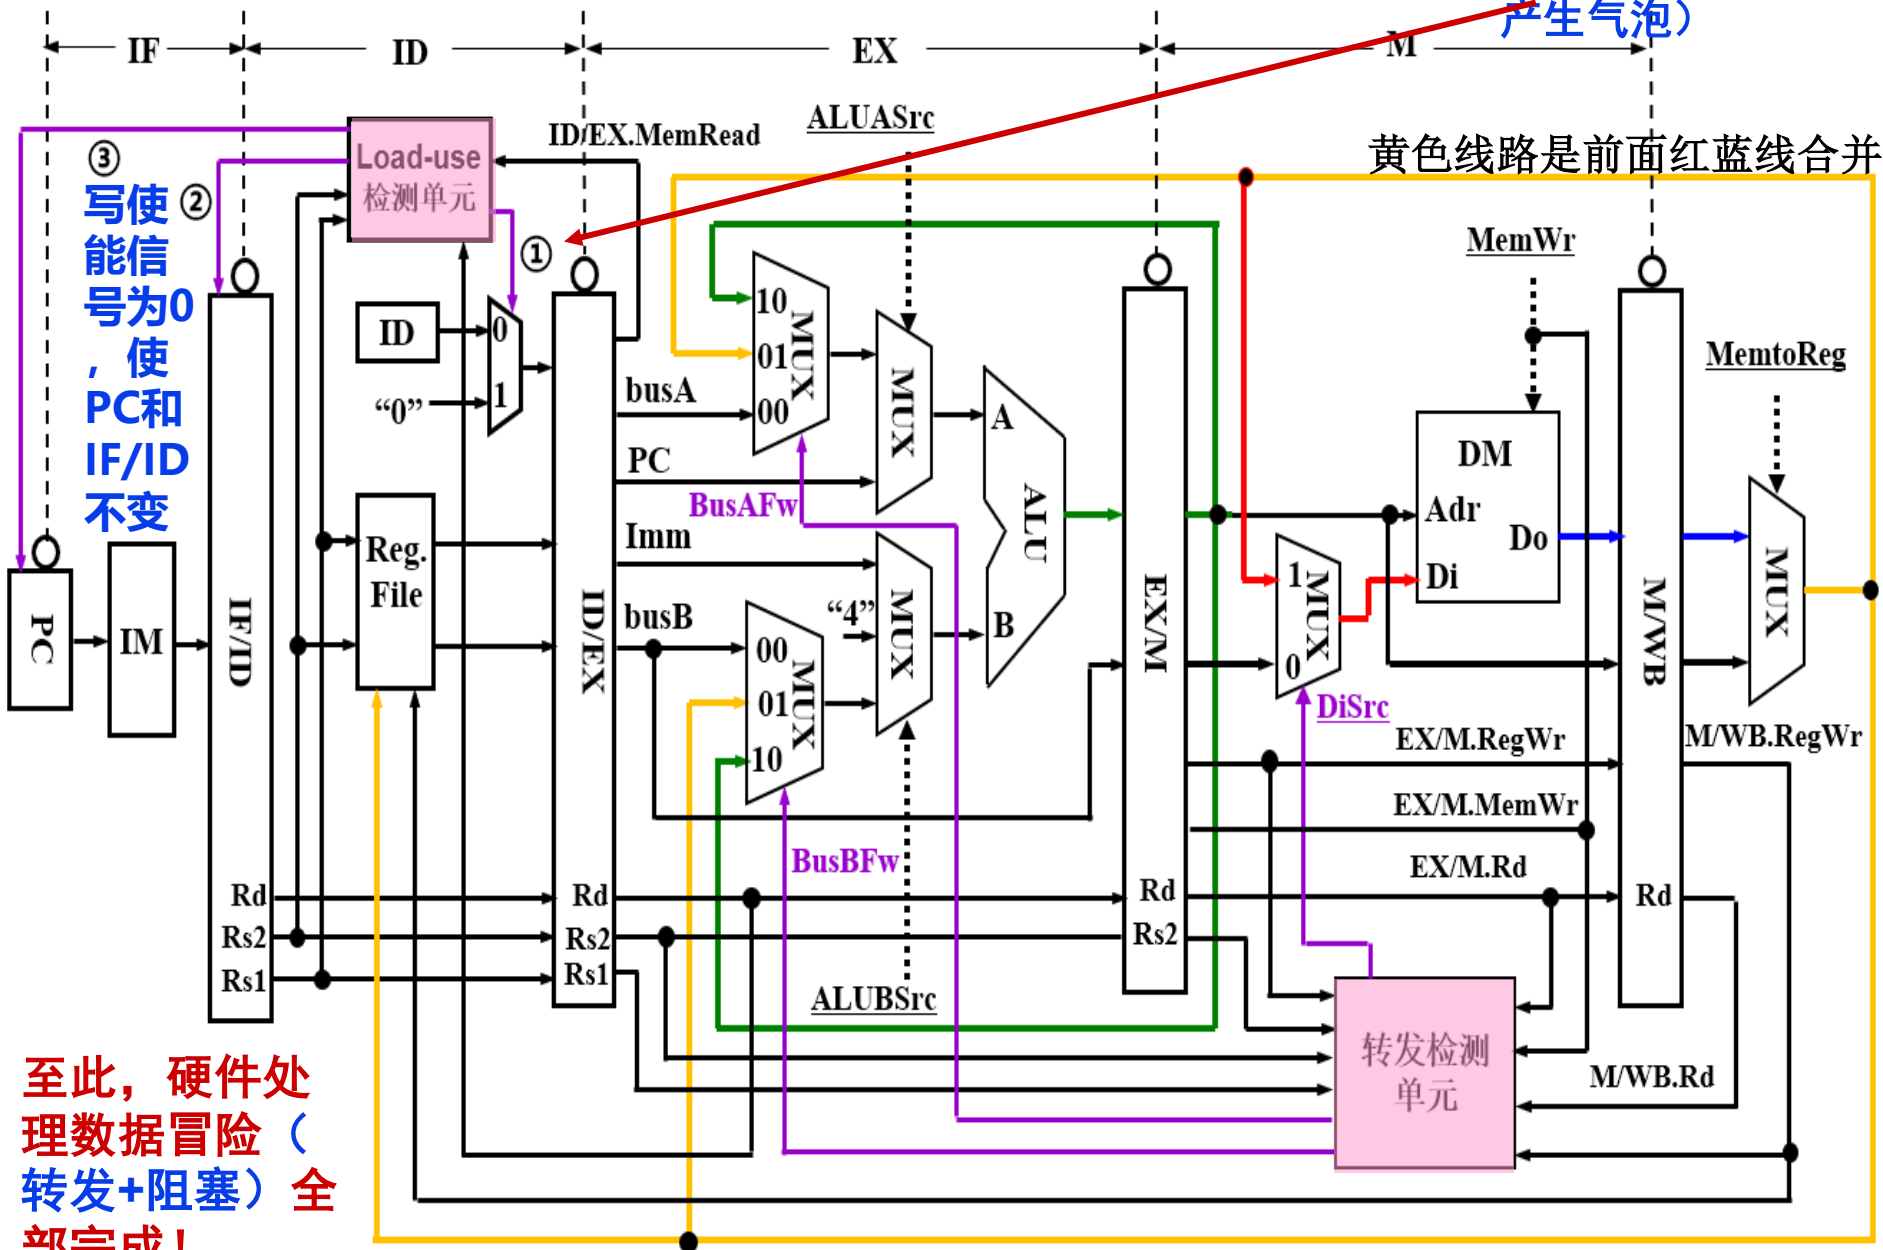 产生气泡）
IF
ID
EX
M
ALUASrc
ID/EX.MemRead
黄色线路是前面红蓝线合并
③
写使
能信
号为0
，使
PC和
IF/ID
不变
②
Load-use
检测单元
①
MemWr
MemtoReg
ID
0
"0"
1
10
01
00
MUX
busA
MUX
A
PC
BusAFw
ALU
DM
Adr
Do
Di
MUX
Reg.
File
Imm
busB
"4"
MUX
B
1
0
MUX
PC
IM
IF/ID
ID/EX
EX/M
M/WB
00
01
10
MUX
DiSrc
EX/M.RegWr
M/WB.RegWr
EX/M.MemWr
BusBFw
EX/M.Rd
Rd
Rs2
Rs1
Rd
Rs2
Rs1
Rd
Rs2
Rd
ALUBSrc
转发检测
单元
M/WB.Rd
至此，硬件处
理数据冒险（
转发+阻塞）全
部完成！